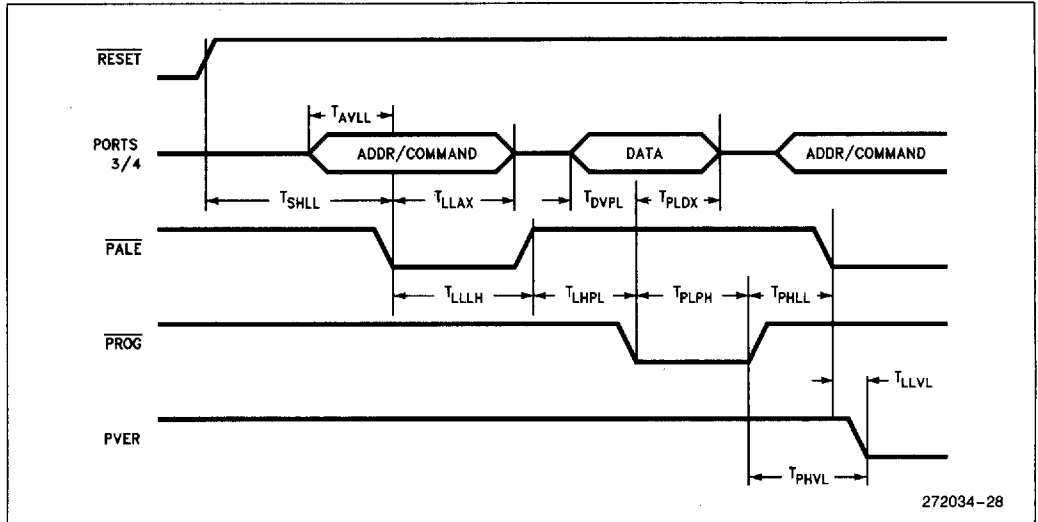 RESET
T_AVLL
PORTS 3/4
ADDR/COMMAND
DATA
ADDR/COMMAND
T_SHLL
T_LLAX
T_DVPL
T_PLDX
PALE
T_LLLH
T_LHPL
T_PLPH
T_PHLL
PROG
T_LLVL
PVER
T_PHVL
272034-28